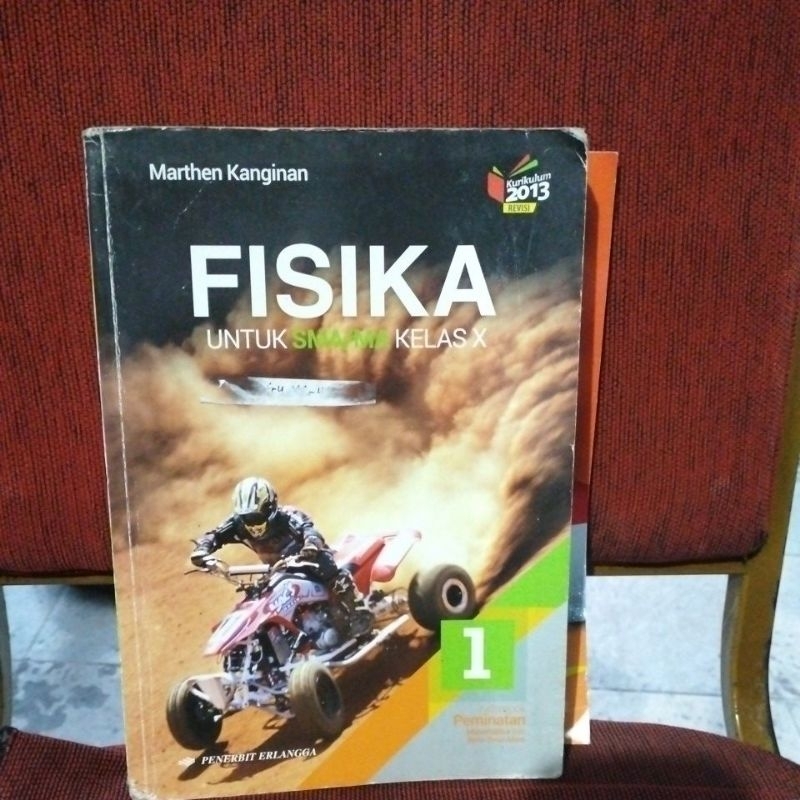 Marthen Kanginan
Kurikulum
2013
REVISI
FISIKA
UNTUK SMA/MA KELAS X
1
Peminatan
PENERBIT ERLANGGA